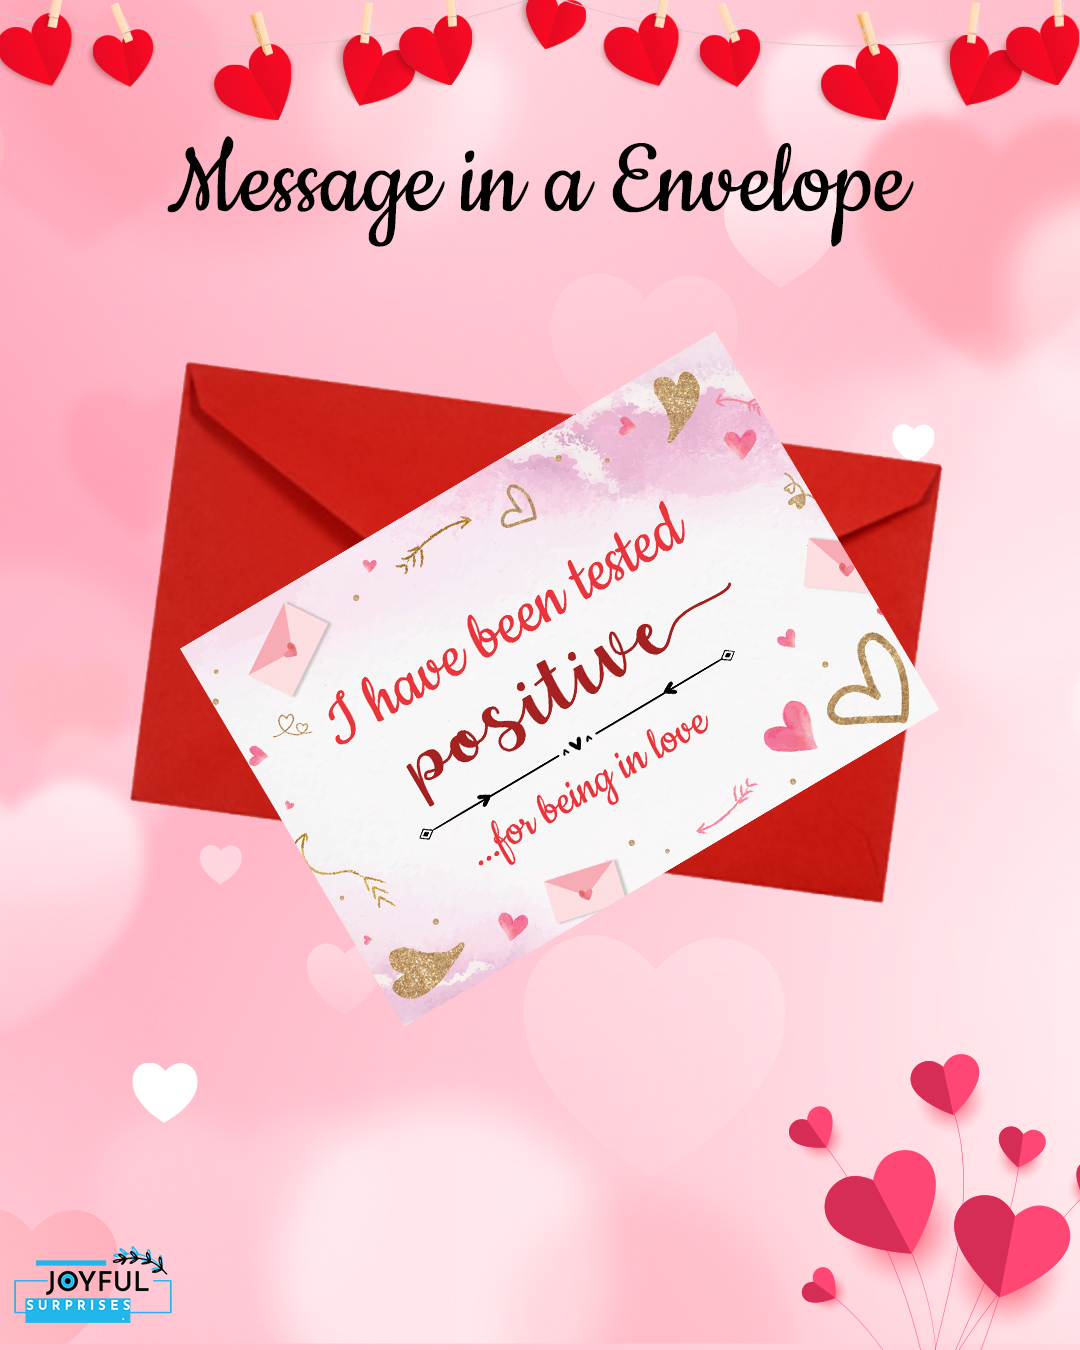 Message in a Envelope
I have been tested
positive
...for being in love
JOYFUL
SURPRISES